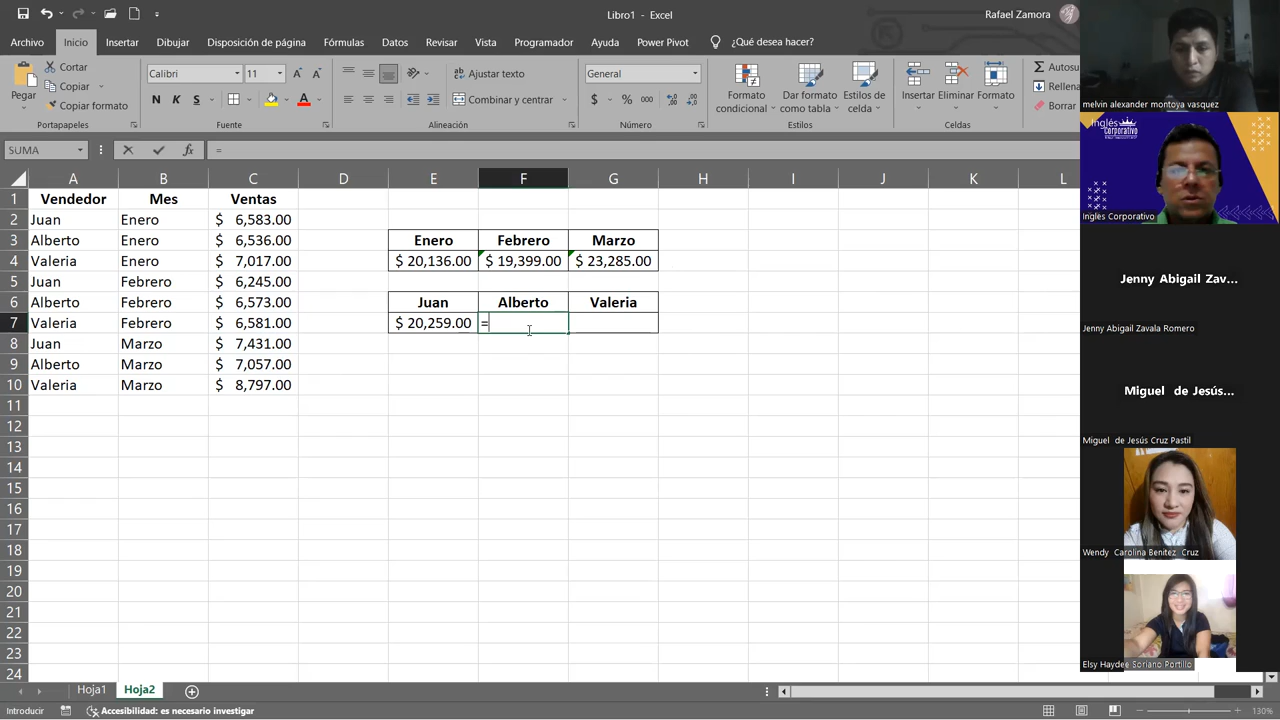 Libro1 - Excel
Rafael Zamora
Archivo Inicio Insertar Dibujar Disposición de página Fórmulas Datos Revisar Vista Programador Ayuda Power Pivot ¿Qué desea hacer?
Pegar
Cortar
Copiar
Copiar formato
Portapapeles
Calibri 11
N K S
Fuente
Ajustar texto
Combinar y centrar
Alineación
General
$ % 000
Número
Formato condicional
Dar formato como tabla
Estilos de celda
Estilos
Insertar Eliminar Formato
Celdas
Autosu
Rellena
Borrar
SUMA fx =
A B C D E F G H I J K L
1 Vendedor Mes Ventas
2 Juan Enero $ 6,583.00
3 Alberto Enero $ 6,536.00 Enero Febrero Marzo
4 Valeria Enero $ 7,017.00 $ 20,136.00 $ 19,399.00 $ 23,285.00
5 Juan Febrero $ 6,245.00
6 Alberto Febrero $ 6,573.00 Juan Alberto Valeria
7 Valeria Febrero $ 6,581.00 $ 20,259.00 =
8 Juan Marzo $ 7,431.00
9 Alberto Marzo $ 7,057.00
10 Valeria Marzo $ 8,797.00
11
12
13
14
15
16
17
18
19
20
21
22
23
24
Hoja1 Hoja2
Introducir Accesibilidad: es necesario investigar 130%
melvin alexander montoya vasquez
Inglés Corporativo
Inglés Corporativo
Jenny Abigail Zav...
Jenny Abigail Zavala Romero
Miguel de Jesús...
Miguel de Jesús Cruz Pastil
Wendy Carolina Benitez Cruz
Elsy Haydee Soriano Portillo